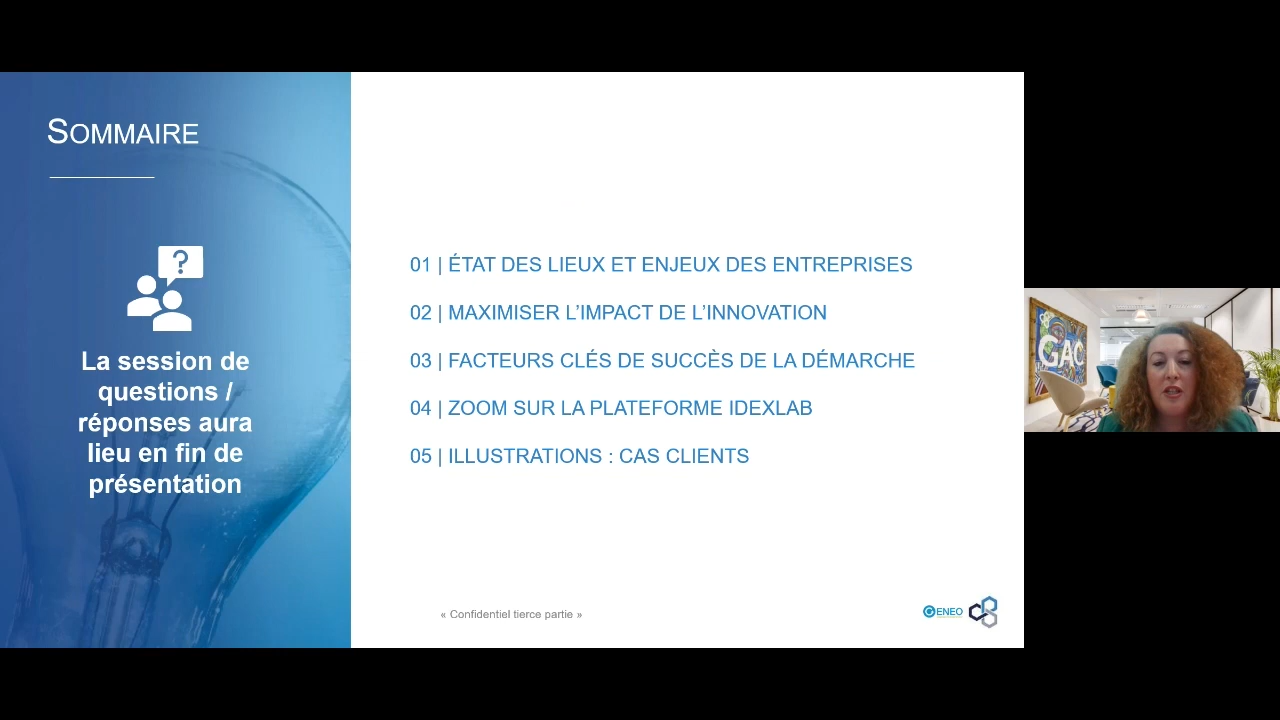 SOMMAIRE
La session de
questions /
réponses aura
lieu en fin de
présentation
?
01 | ÉTAT DES LIEUX ET ENJEUX DES ENTREPRISES
02 | MAXIMISER L’IMPACT DE L’INNOVATION
03 | FACTEURS CLÉS DE SUCCÈS DE LA DÉMARCHE
04 | ZOOM SUR LA PLATEFORME IDEXLAB
05 | ILLUSTRATIONS : CAS CLIENTS
« Confidentiel tierce partie »
GENEO
GAC